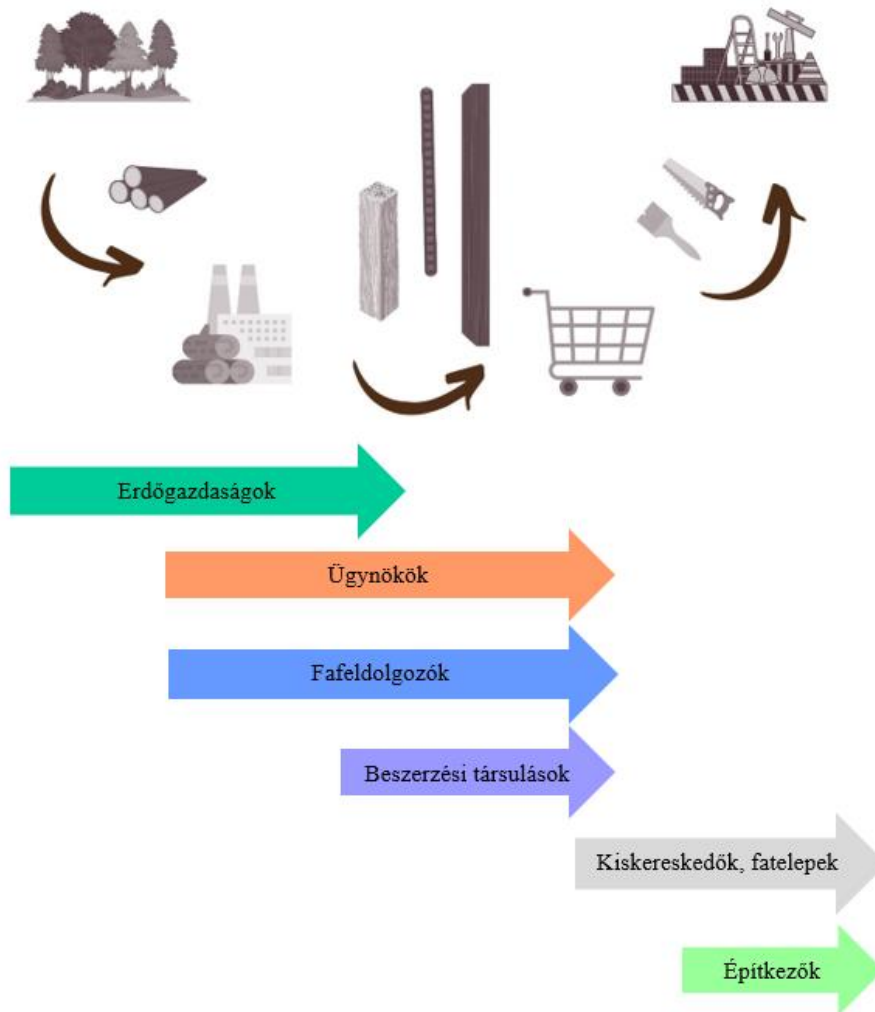 Erdőgazdaságok
Ügynökök
Fafeldolgozók
Beszerzési társulások
Kiskereskedők, fatelepek
Építkezők